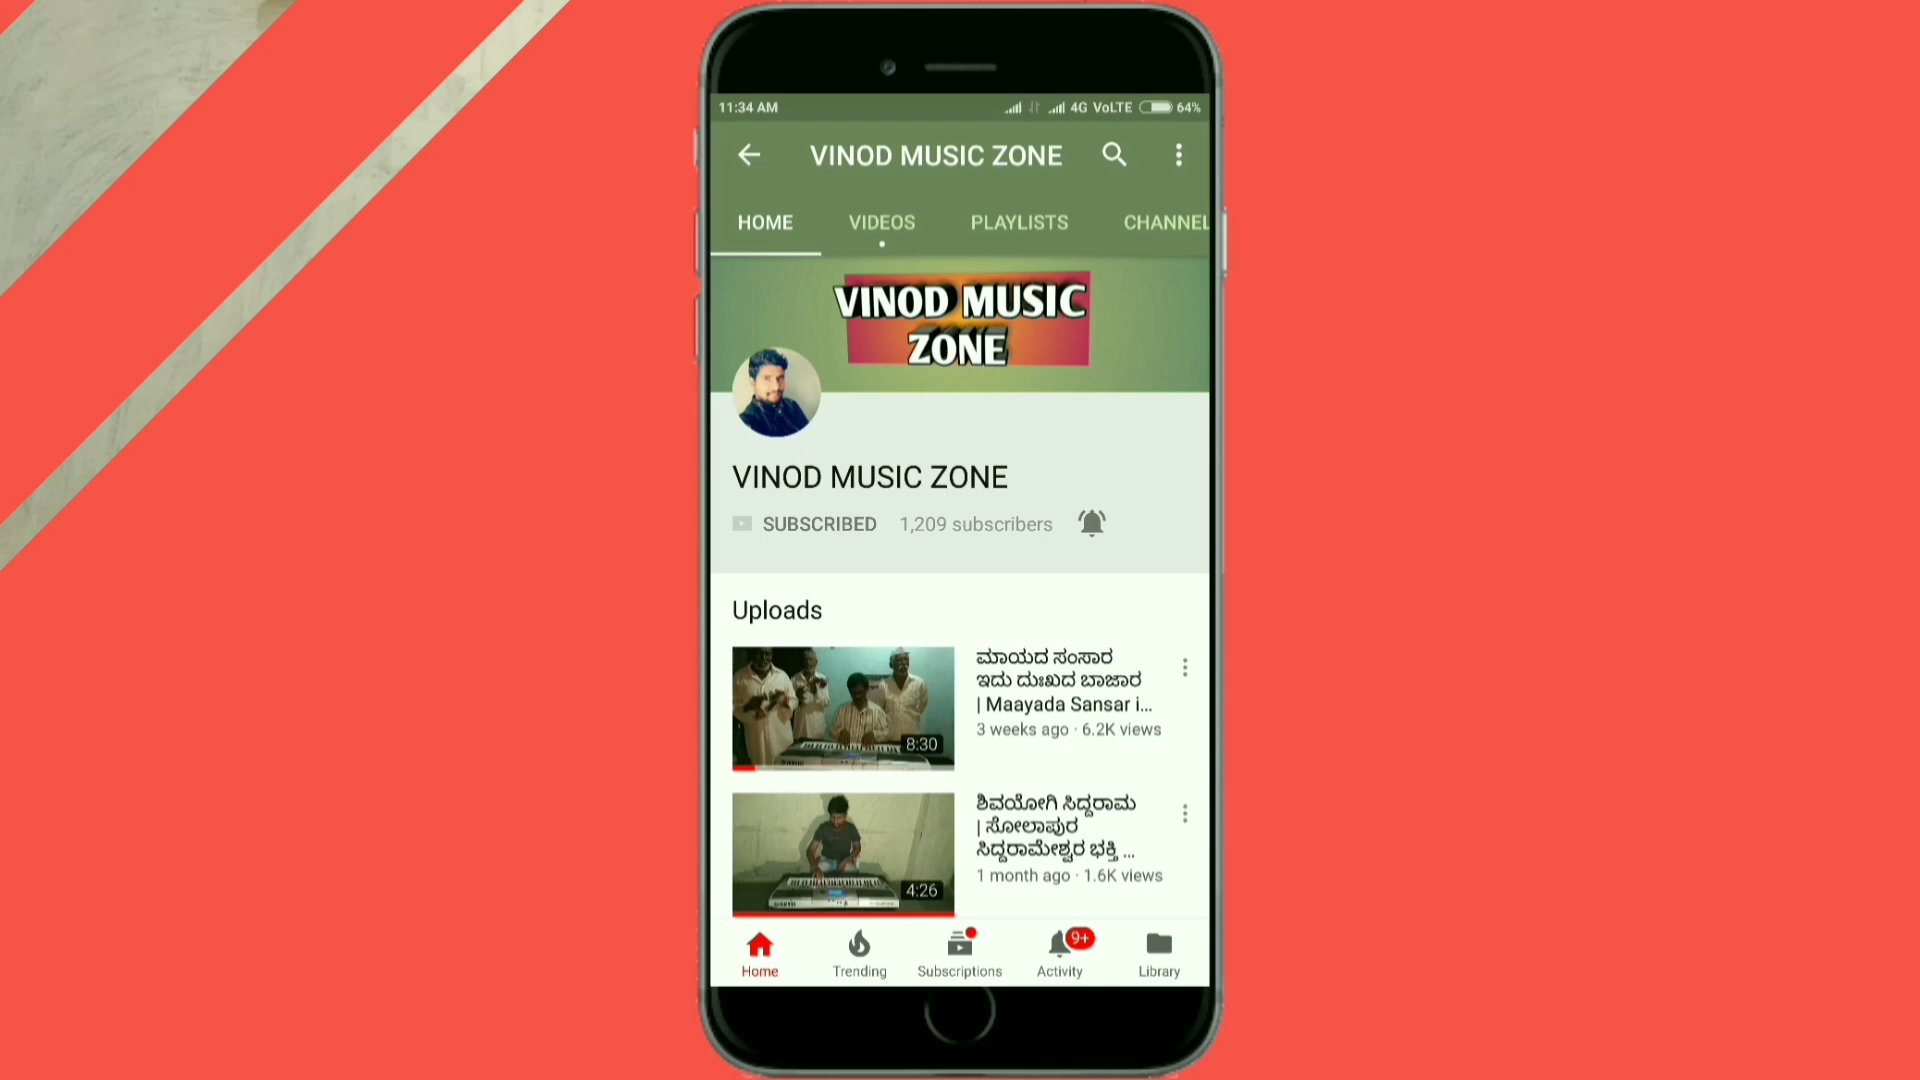 11:34 AM 4G VoLTE 64%
VINOD MUSIC ZONE
HOME VIDEOS PLAYLISTS CHANNEL
VINOD MUSIC
ZONE
VINOD MUSIC ZONE
SUBSCRIBED 1,209 subscribers
Uploads
ಮಾಯದ ಸಂಸಾರ
ಇದು ದುಃಖದ ಬಾಜಾರ
| Maayada Sansar i...
3 weeks ago · 6.2K views
8:30
ಶಿವಯೋಗಿ ಸಿದ್ದರಾಮ
| ಸೋಲಾಪುರ
ಸಿದ್ದರಾಮೇಶ್ವರ ಭಕ್ತಿ ...
1 month ago · 1.6K views
4:26
9+
Home Trending Subscriptions Activity Library